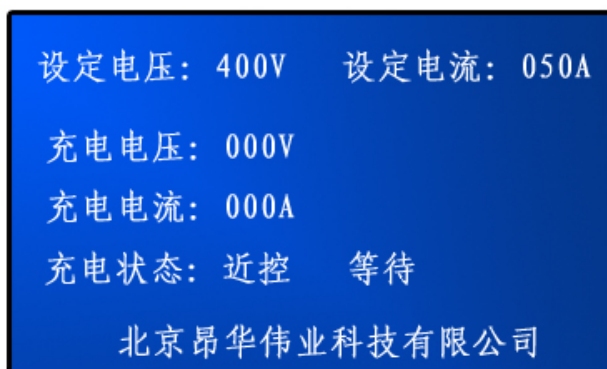 设定电压: 400V 设定电流: 050A
充电电压: 000V
充电电流: 000A
充电状态: 近控 等待
北京昂华伟业科技有限公司